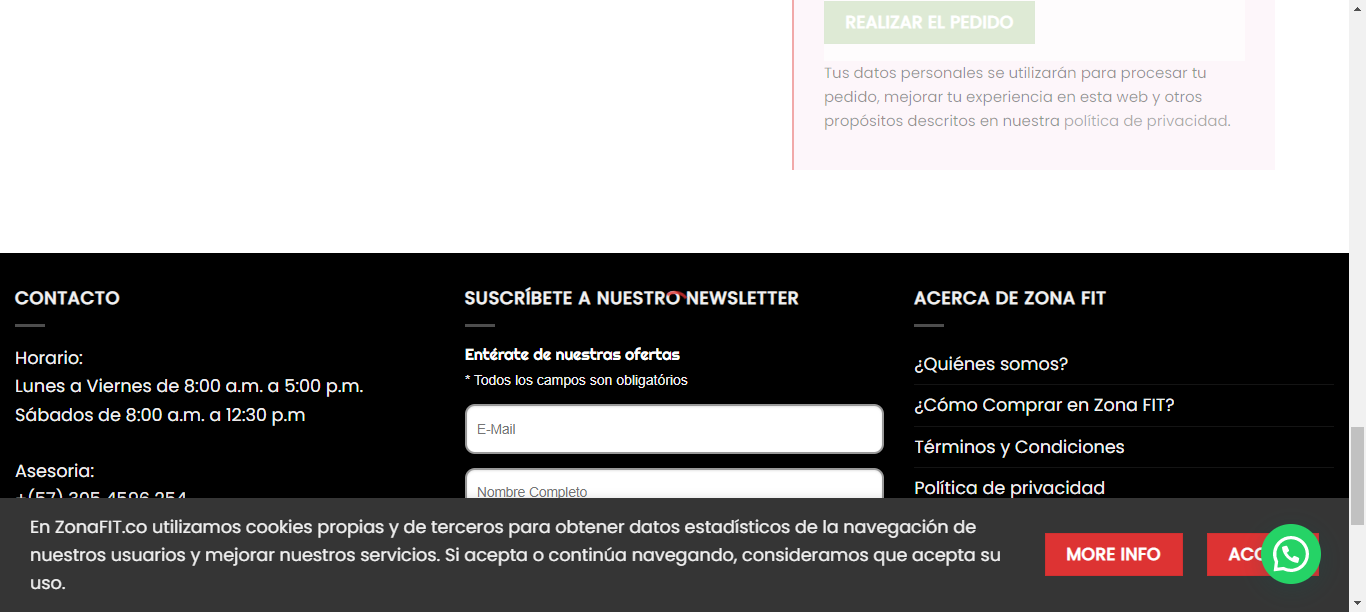 REALIZAR EL PEDIDO
Tus datos personales se utilizarán para procesar tu
pedido, mejorar tu experiencia en esta web y otros
propósitos descritos en nuestra política de privacidad.
CONTACTO
Horario:
Lunes a Viernes de 8:00 a.m. a 5:00 p.m.
Sábados de 8:00 a.m. a 12:30 p.m
Asesoria:
+(57) 305 4596 254
SUSCRÍBETE A NUESTRO NEWSLETTER
Entérate de nuestras ofertas
* Todos los campos son obligatórios
E-Mail
Nombre Completo
ACERCA DE ZONA FIT
¿Quiénes somos?
¿Cómo Comprar en Zona FIT?
Términos y Condiciones
Política de privacidad
En ZonaFIT.co utilizamos cookies propias y de terceros para obtener datos estadísticos de la navegación de
nuestros usuarios y mejorar nuestros servicios. Si acepta o continúa navegando, consideramos que acepta su
uso.
MORE INFO